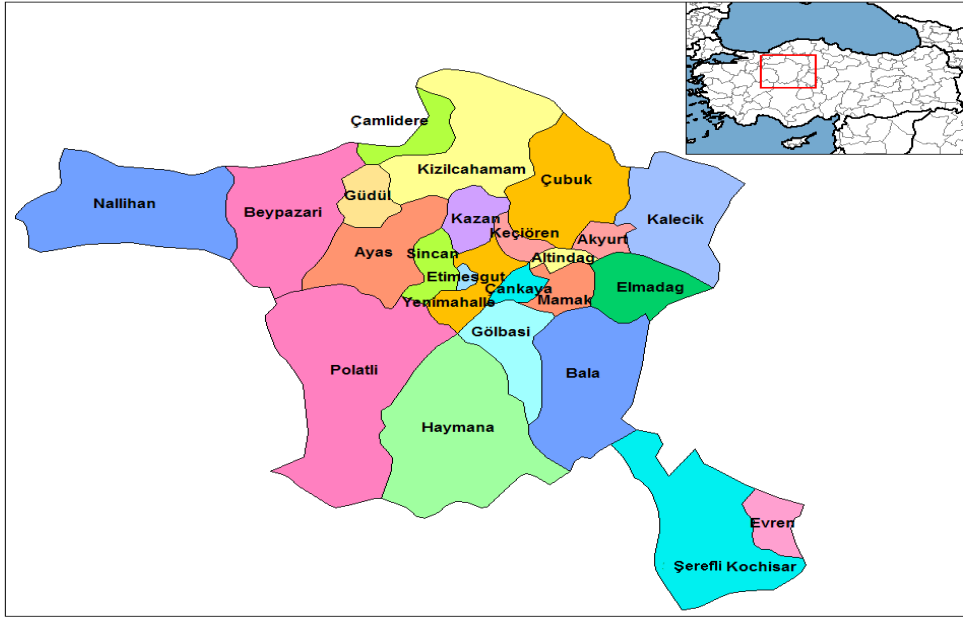 Çamlidere
Kizilcahamam
Çubuk
Nallihan
Beypazari
Güdül
Kazan
Kalecik
Keçiören
Akyurt
Ayas
Sincan
Altindag
Etimesgut
Çankaya
Elmadag
Yenimahalle
Mamak
Gölbasi
Polatli
Bala
Haymana
Evren
Şerefli Kochisar